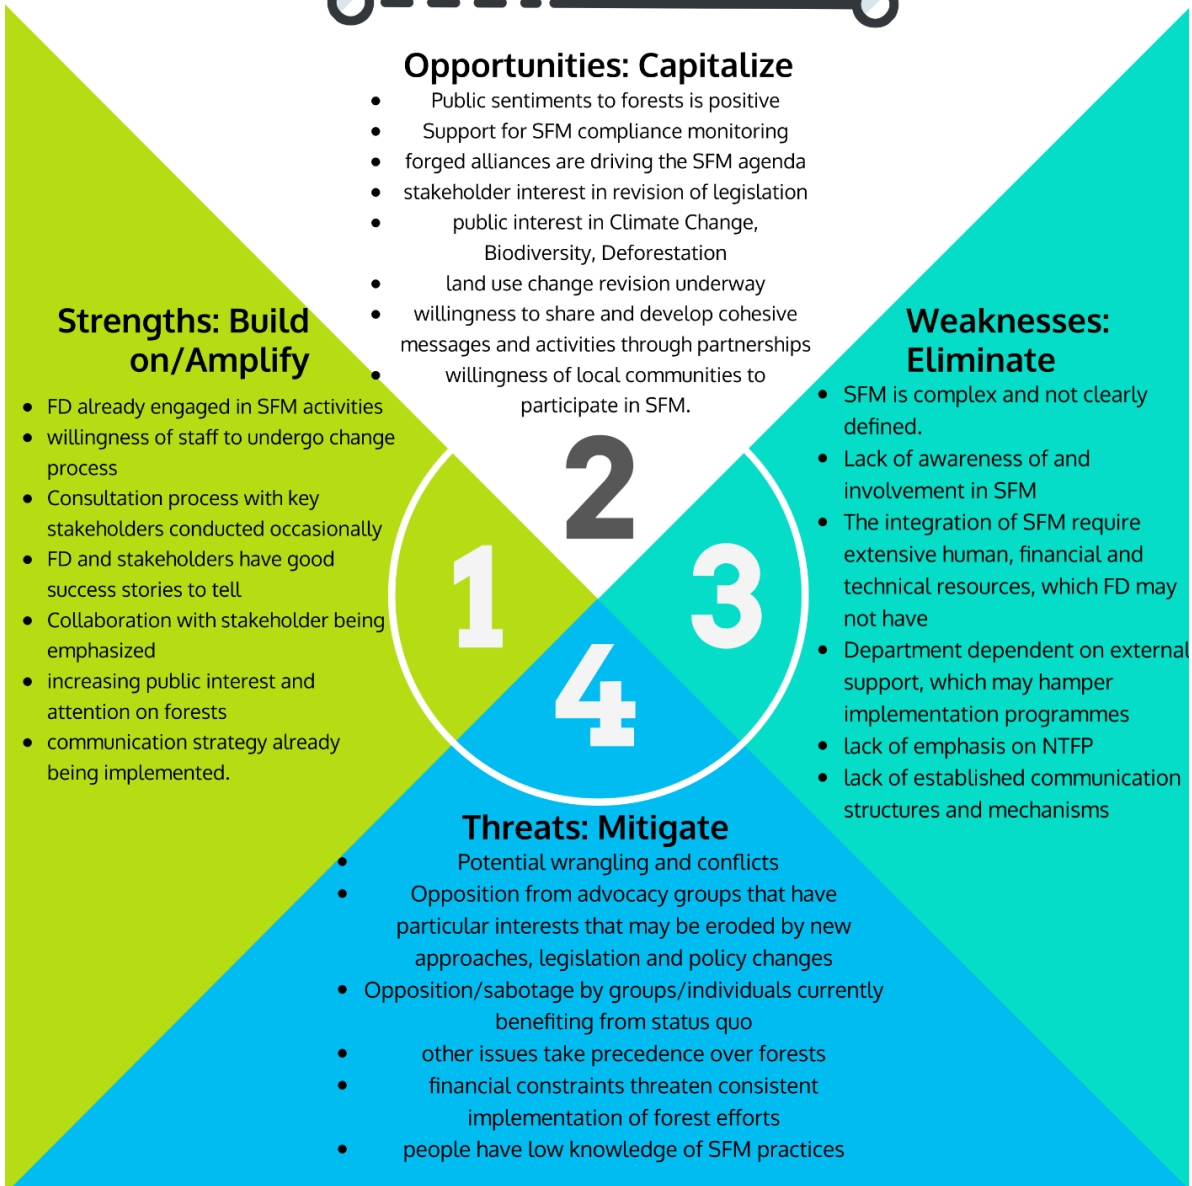 Opportunities: Capitalize
• Public sentiments to forests is positive
• Support for SFM compliance monitoring
• forged alliances are driving the SFM agenda
• stakeholder interest in revision of legislation
• public interest in Climate Change,
Biodiversity, Deforestation
• land use change revision underway
• willingness to share and develop cohesive
messages and activities through partnerships
• willingness of local communities to
participate in SFM.
2
Strengths: Build
on/Amplify
• FD already engaged in SFM activities
• willingness of staff to undergo change
process
• Consultation process with key
stakeholders conducted occasionally
• FD and stakeholders have good
success stories to tell
• Collaboration with stakeholder being
emphasized
• increasing public interest and
attention on forests
• communication strategy already
being implemented.
1
Weaknesses:
Eliminate
• SFM is complex and not clearly
defined.
• Lack of awareness of and
involvement in SFM
• The integration of SFM require
extensive human, financial and
technical resources, which FD may
not have
• Department dependent on external
support, which may hamper
implementation programmes
• lack of emphasis on NTFP
• lack of established communication
structures and mechanisms
3
4
Threats: Mitigate
• Potential wrangling and conflicts
• Opposition from advocacy groups that have
particular interests that may be eroded by new
approaches, legislation and policy changes
• Opposition/sabotage by groups/individuals currently
benefiting from status quo
• other issues take precedence over forests
• financial constraints threaten consistent
implementation of forest efforts
• people have low knowledge of SFM practices